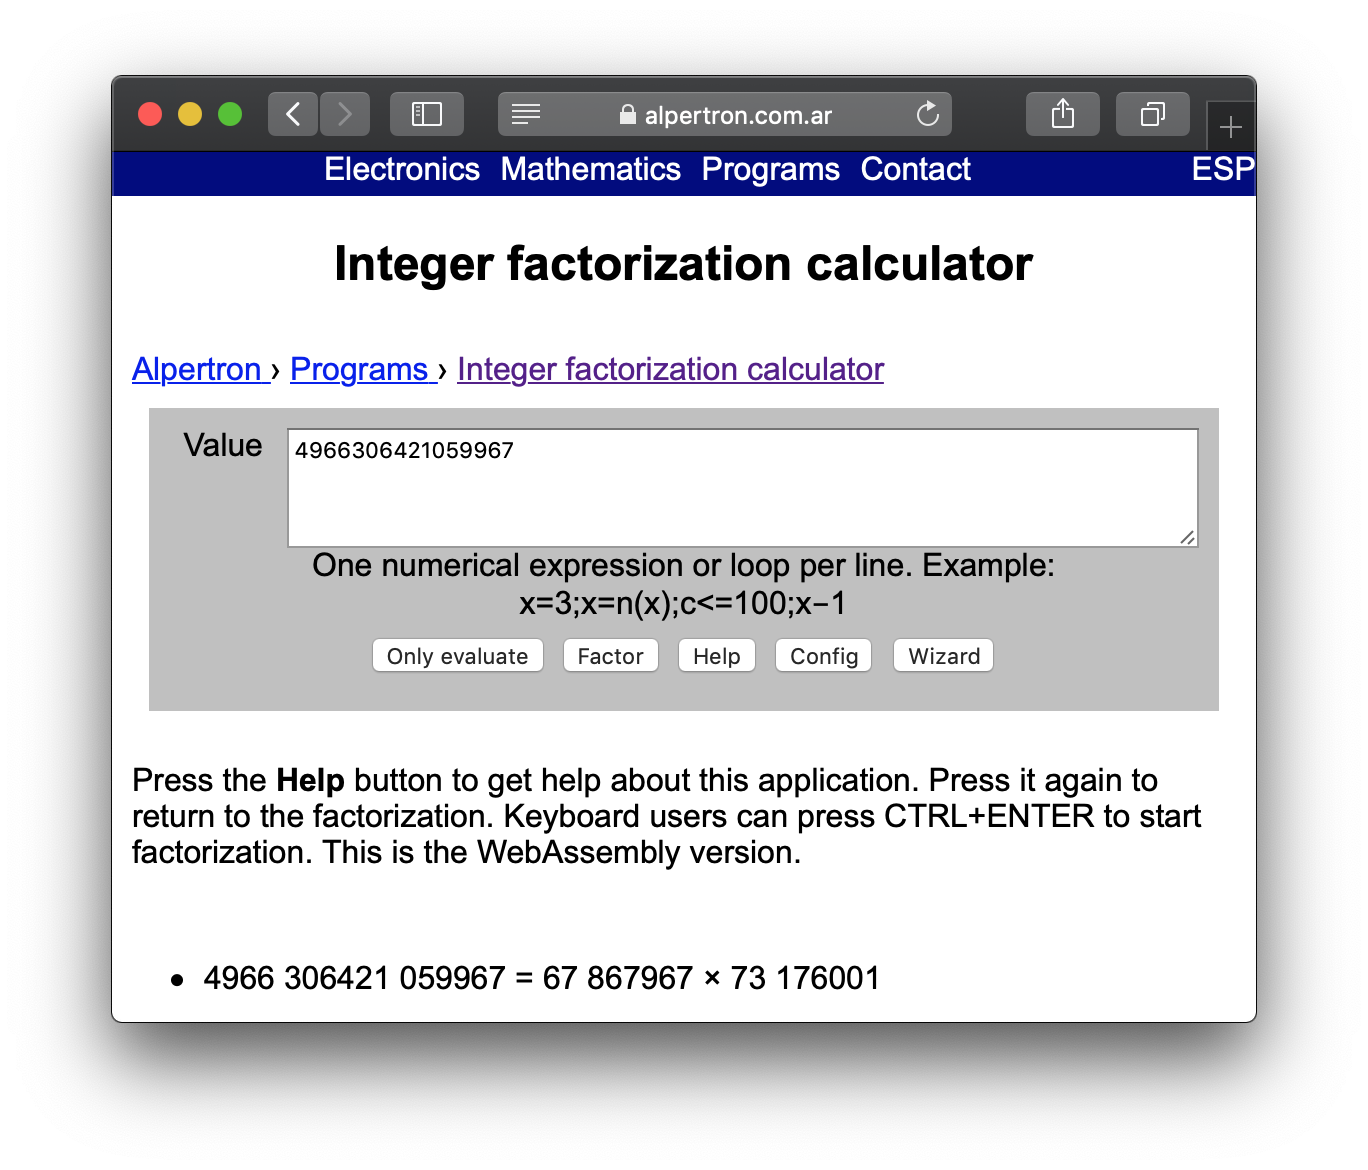 alpertron.com.ar
Electronics Mathematics Programs Contact ESP
Integer factorization calculator
Alpertron › Programs › Integer factorization calculator
Value 4966306421059967
One numerical expression or loop per line. Example:
x=3;x=n(x);c<=100;x−1
Only evaluate Factor Help Config Wizard
Press the Help button to get help about this application. Press it again to
return to the factorization. Keyboard users can press CTRL+ENTER to start
factorization. This is the WebAssembly version.
• 4966 306421 059967 = 67 867967 × 73 176001